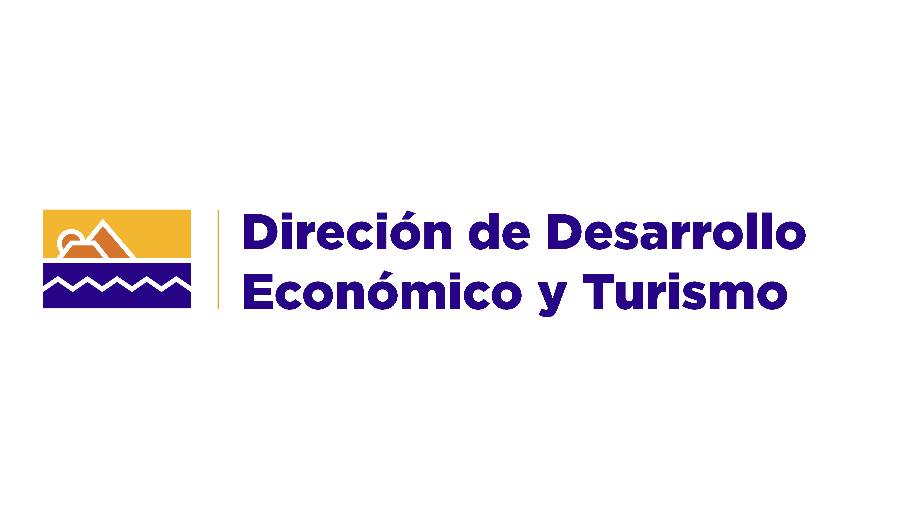 Direción de Desarrollo
Económico y Turismo